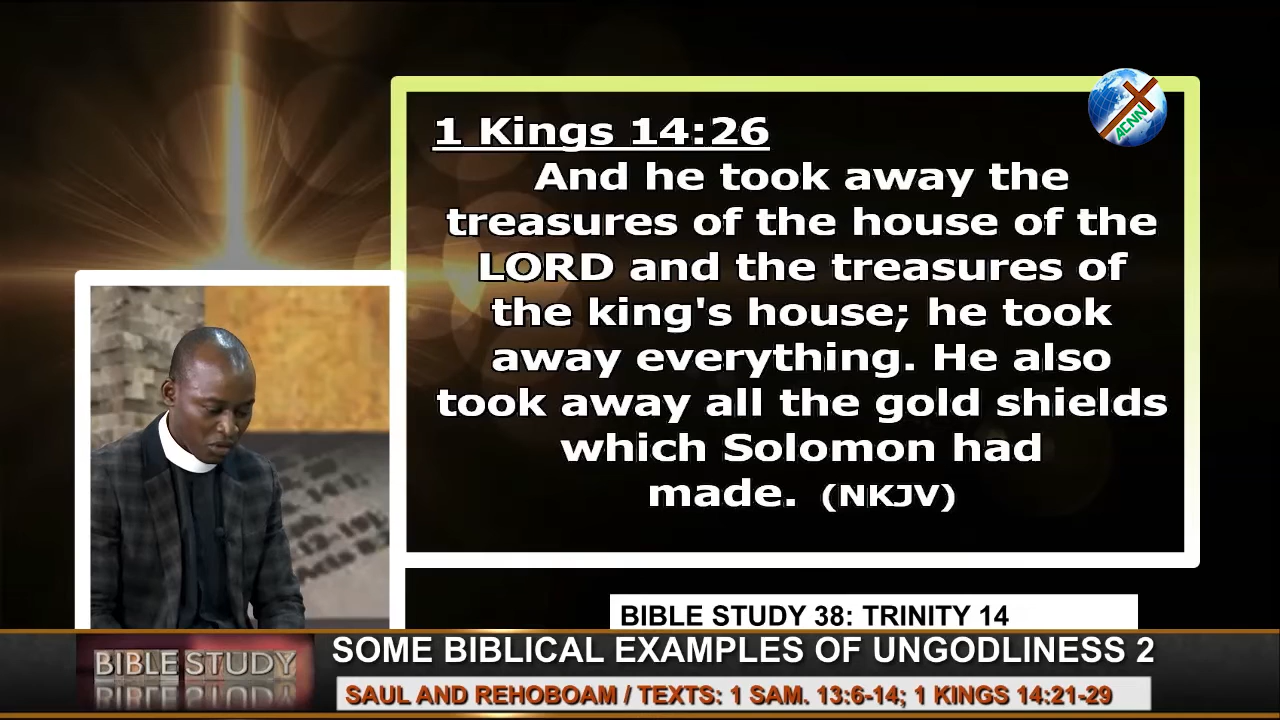 1 Kings 14:26
And he took away the
treasures of the house of the
LORD and the treasures of
the king's house; he took
away everything. He also
took away all the gold shields
which Solomon had
made. (NKJV)
ACNN
BIBLE STUDY 38: TRINITY 14
BIBLE STUDY
SOME BIBLICAL EXAMPLES OF UNGODLINESS 2
SAUL AND REHOBOAM / TEXTS: 1 SAM. 13:6-14; 1 KINGS 14:21-29